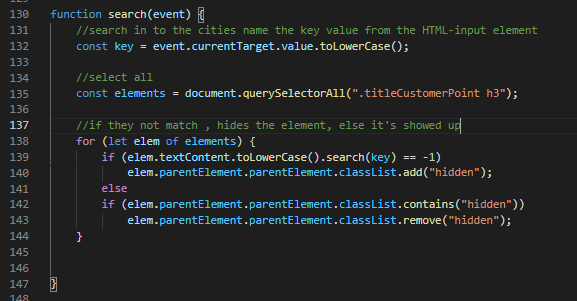 130 function search(event) {
131     //search in to the cities name the key value from the HTML-input element
132     const key = event.currentTarget.value.toLowerCase();
133
134     //select all
135     const elements = document.querySelectorAll(".titleCustomerPoint h3");
136
137     //if they not match , hides the element, else it's showed up
138     for (let elem of elements) {
139         if (elem.textContent.toLowerCase().search(key) == -1)
140             elem.parentElement.parentElement.classList.add("hidden");
141         else
142         if (elem.parentElement.parentElement.classList.contains("hidden"))
143             elem.parentElement.parentElement.classList.remove("hidden");
144     }
145
146
147 }
148